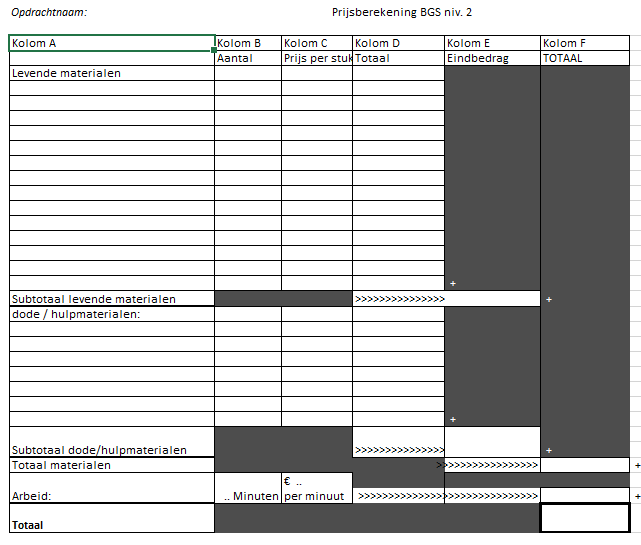 Opdrachtnaam: Prijsberekening BGS niv. 2
Kolom A Kolom B Kolom C Kolom D Kolom E Kolom F
Aantal Prijs per stuk Totaal Eindbedrag TOTAAL
Levende materialen
+
Subtotaal levende materialen >>>>>>>>>>>>>>> +
dode / hulpmaterialen:
+
Subtotaal dode/hulpmaterialen >>>>>>>>>>>>>>> +
Totaal materialen >>>>>>>>>>>>>>>>> +
€ ..
Arbeid: .. Minuten per minuut >>>>>>>>>>>>>>>>>>>>>>>>>>>>>> +
Totaal